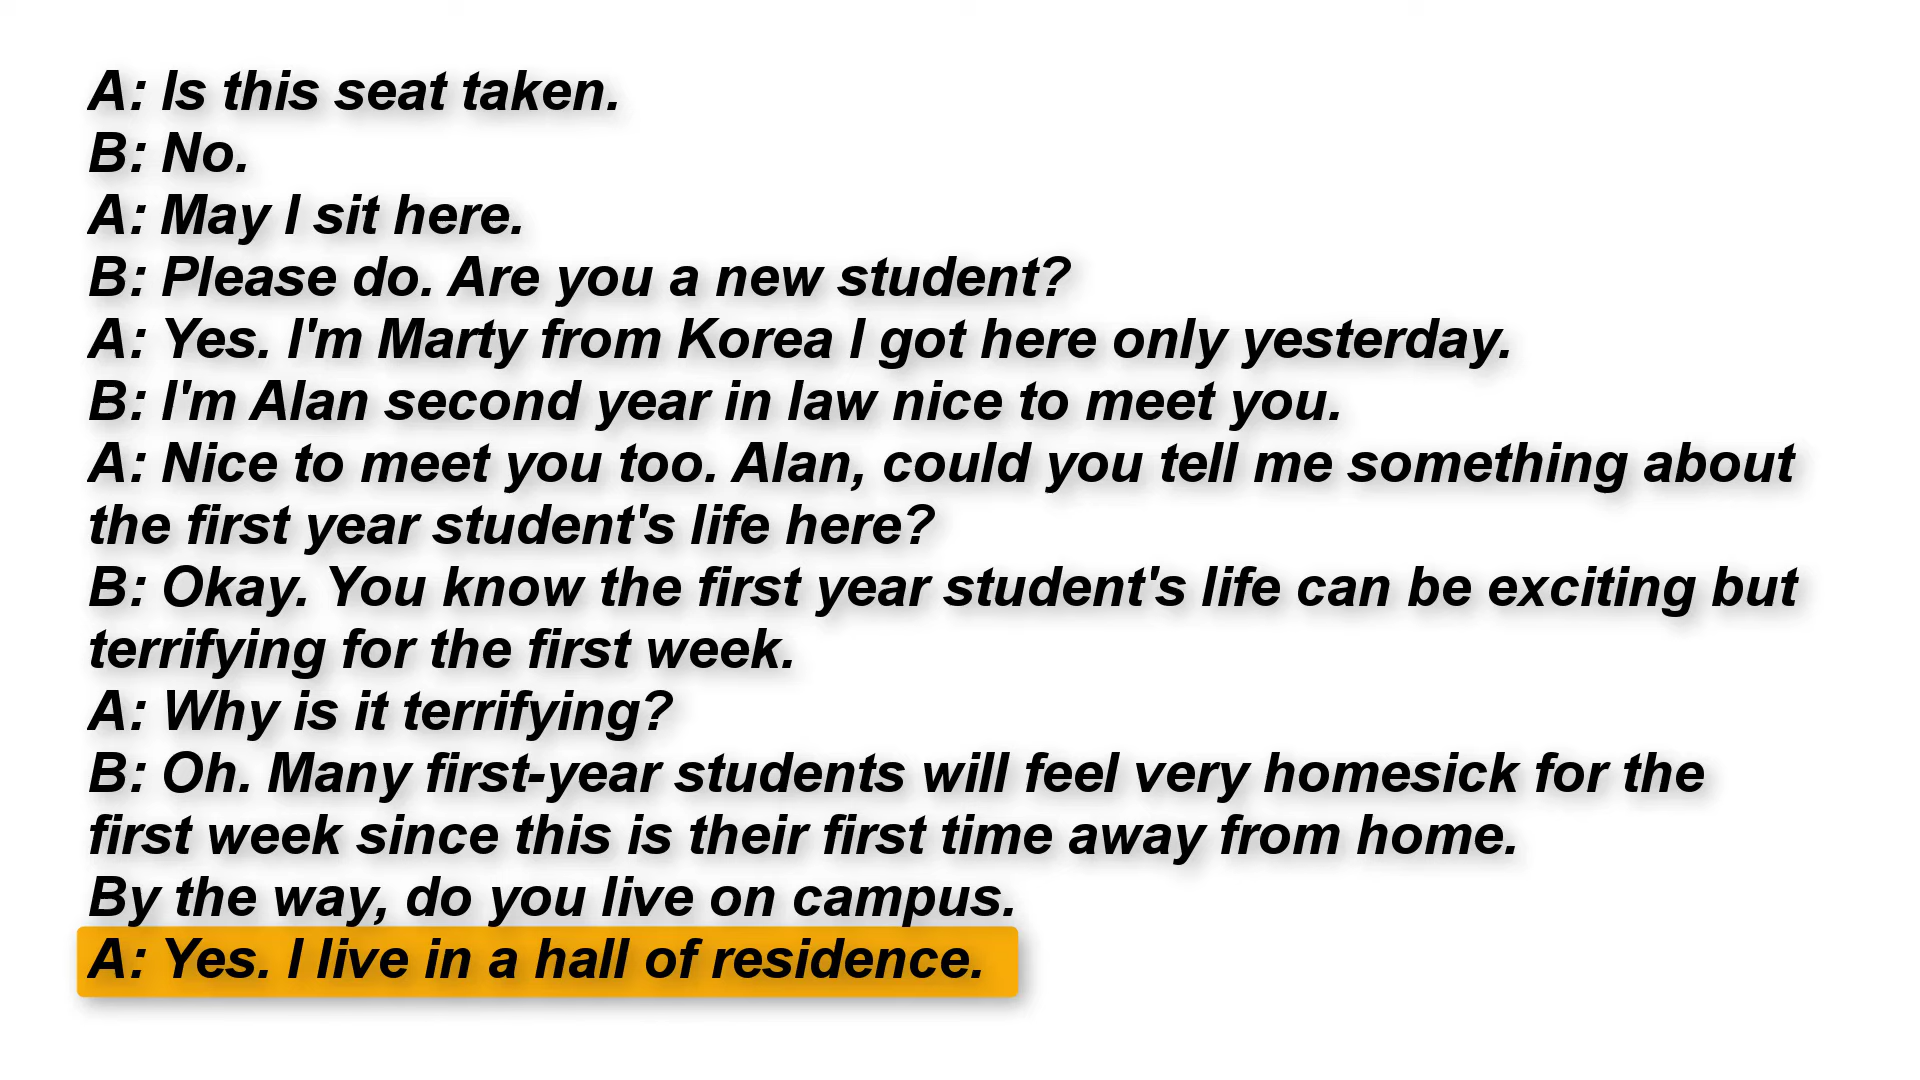 A: Is this seat taken.
B: No.
A: May I sit here.
B: Please do. Are you a new student?
A: Yes. I'm Marty from Korea I got here only yesterday.
B: I'm Alan second year in law nice to meet you.
A: Nice to meet you too. Alan, could you tell me something about
the first year student's life here?
B: Okay. You know the first year student's life can be exciting but
terrifying for the first week.
A: Why is it terrifying?
B: Oh. Many first-year students will feel very homesick for the
first week since this is their first time away from home.
By the way, do you live on campus.
A: Yes. I live in a hall of residence.